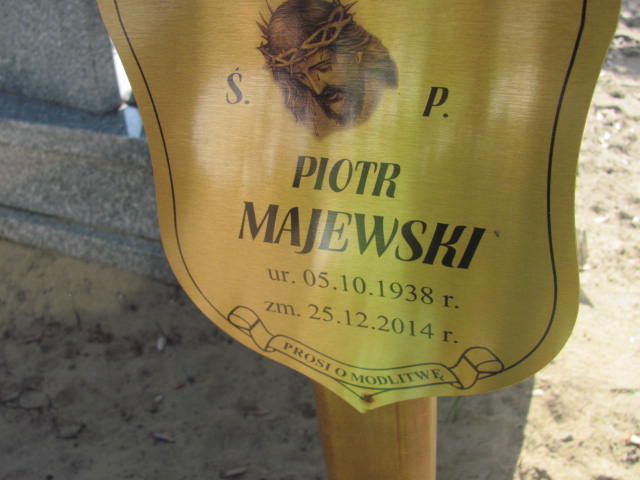 Ś. P.
PIOTR
MAJEWSKI
ur. 05.10.1938 r.
zm. 25.12.2014 r.
PROSI O MODLITWĘ